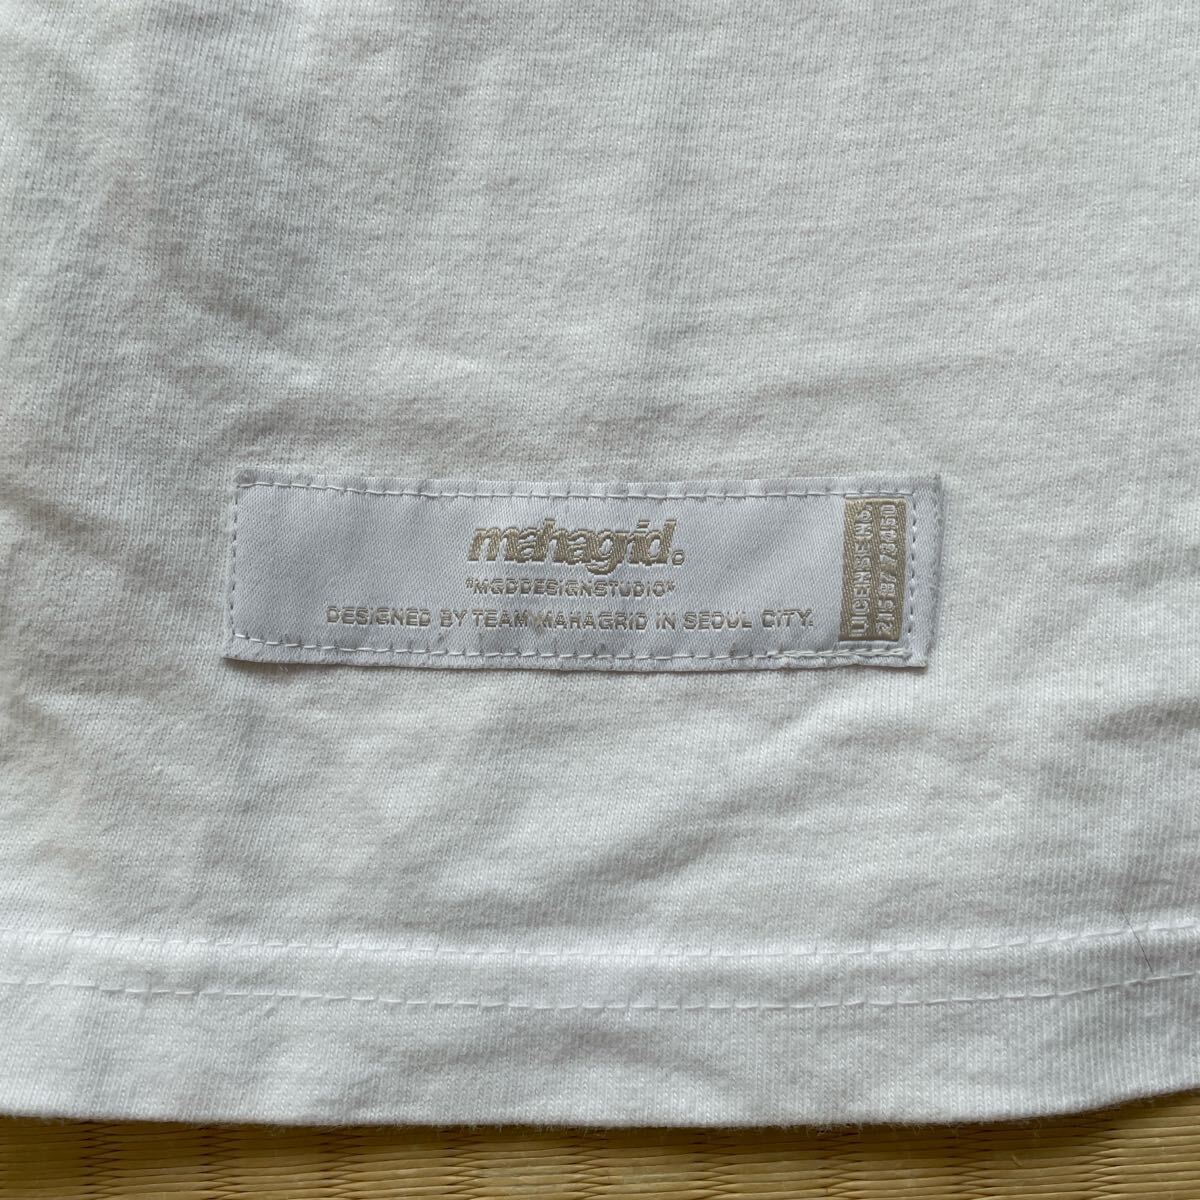 mahagrid©
"MGDDESIGNSTUDIO"
DESIGNED BY TEAM MAHAGRID IN SEOUL CITY.
LICENSE NO.